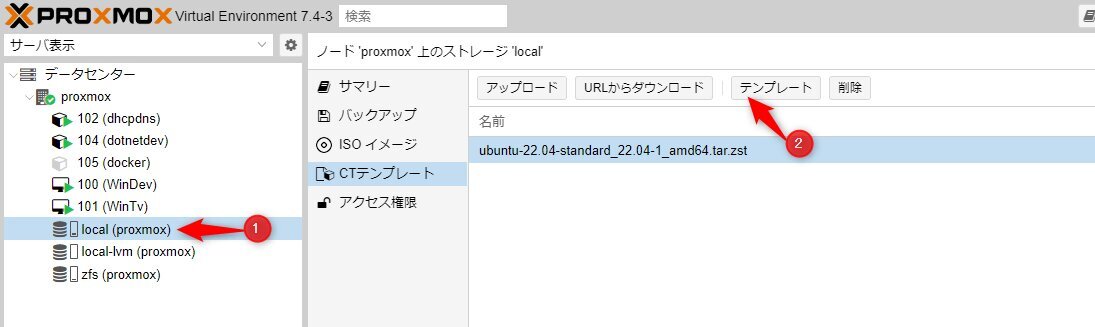 PROXMOX Virtual Environment 7.4-3 検索
サーバ表示
データセンター
proxmox
102 (dhcpdns)
104 (dotnetdev)
105 (docker)
100 (WinDev)
101 (WinTv)
local (proxmox)
local-lvm (proxmox)
zfs (proxmox)
1
ノード 'proxmox' 上のストレージ 'local'
サマリー
バックアップ
ISO イメージ
CTテンプレート
アクセス権限
アップロード URLからダウンロード テンプレート 削除
2
名前
ubuntu-22.04-standard_22.04-1_amd64.tar.zst